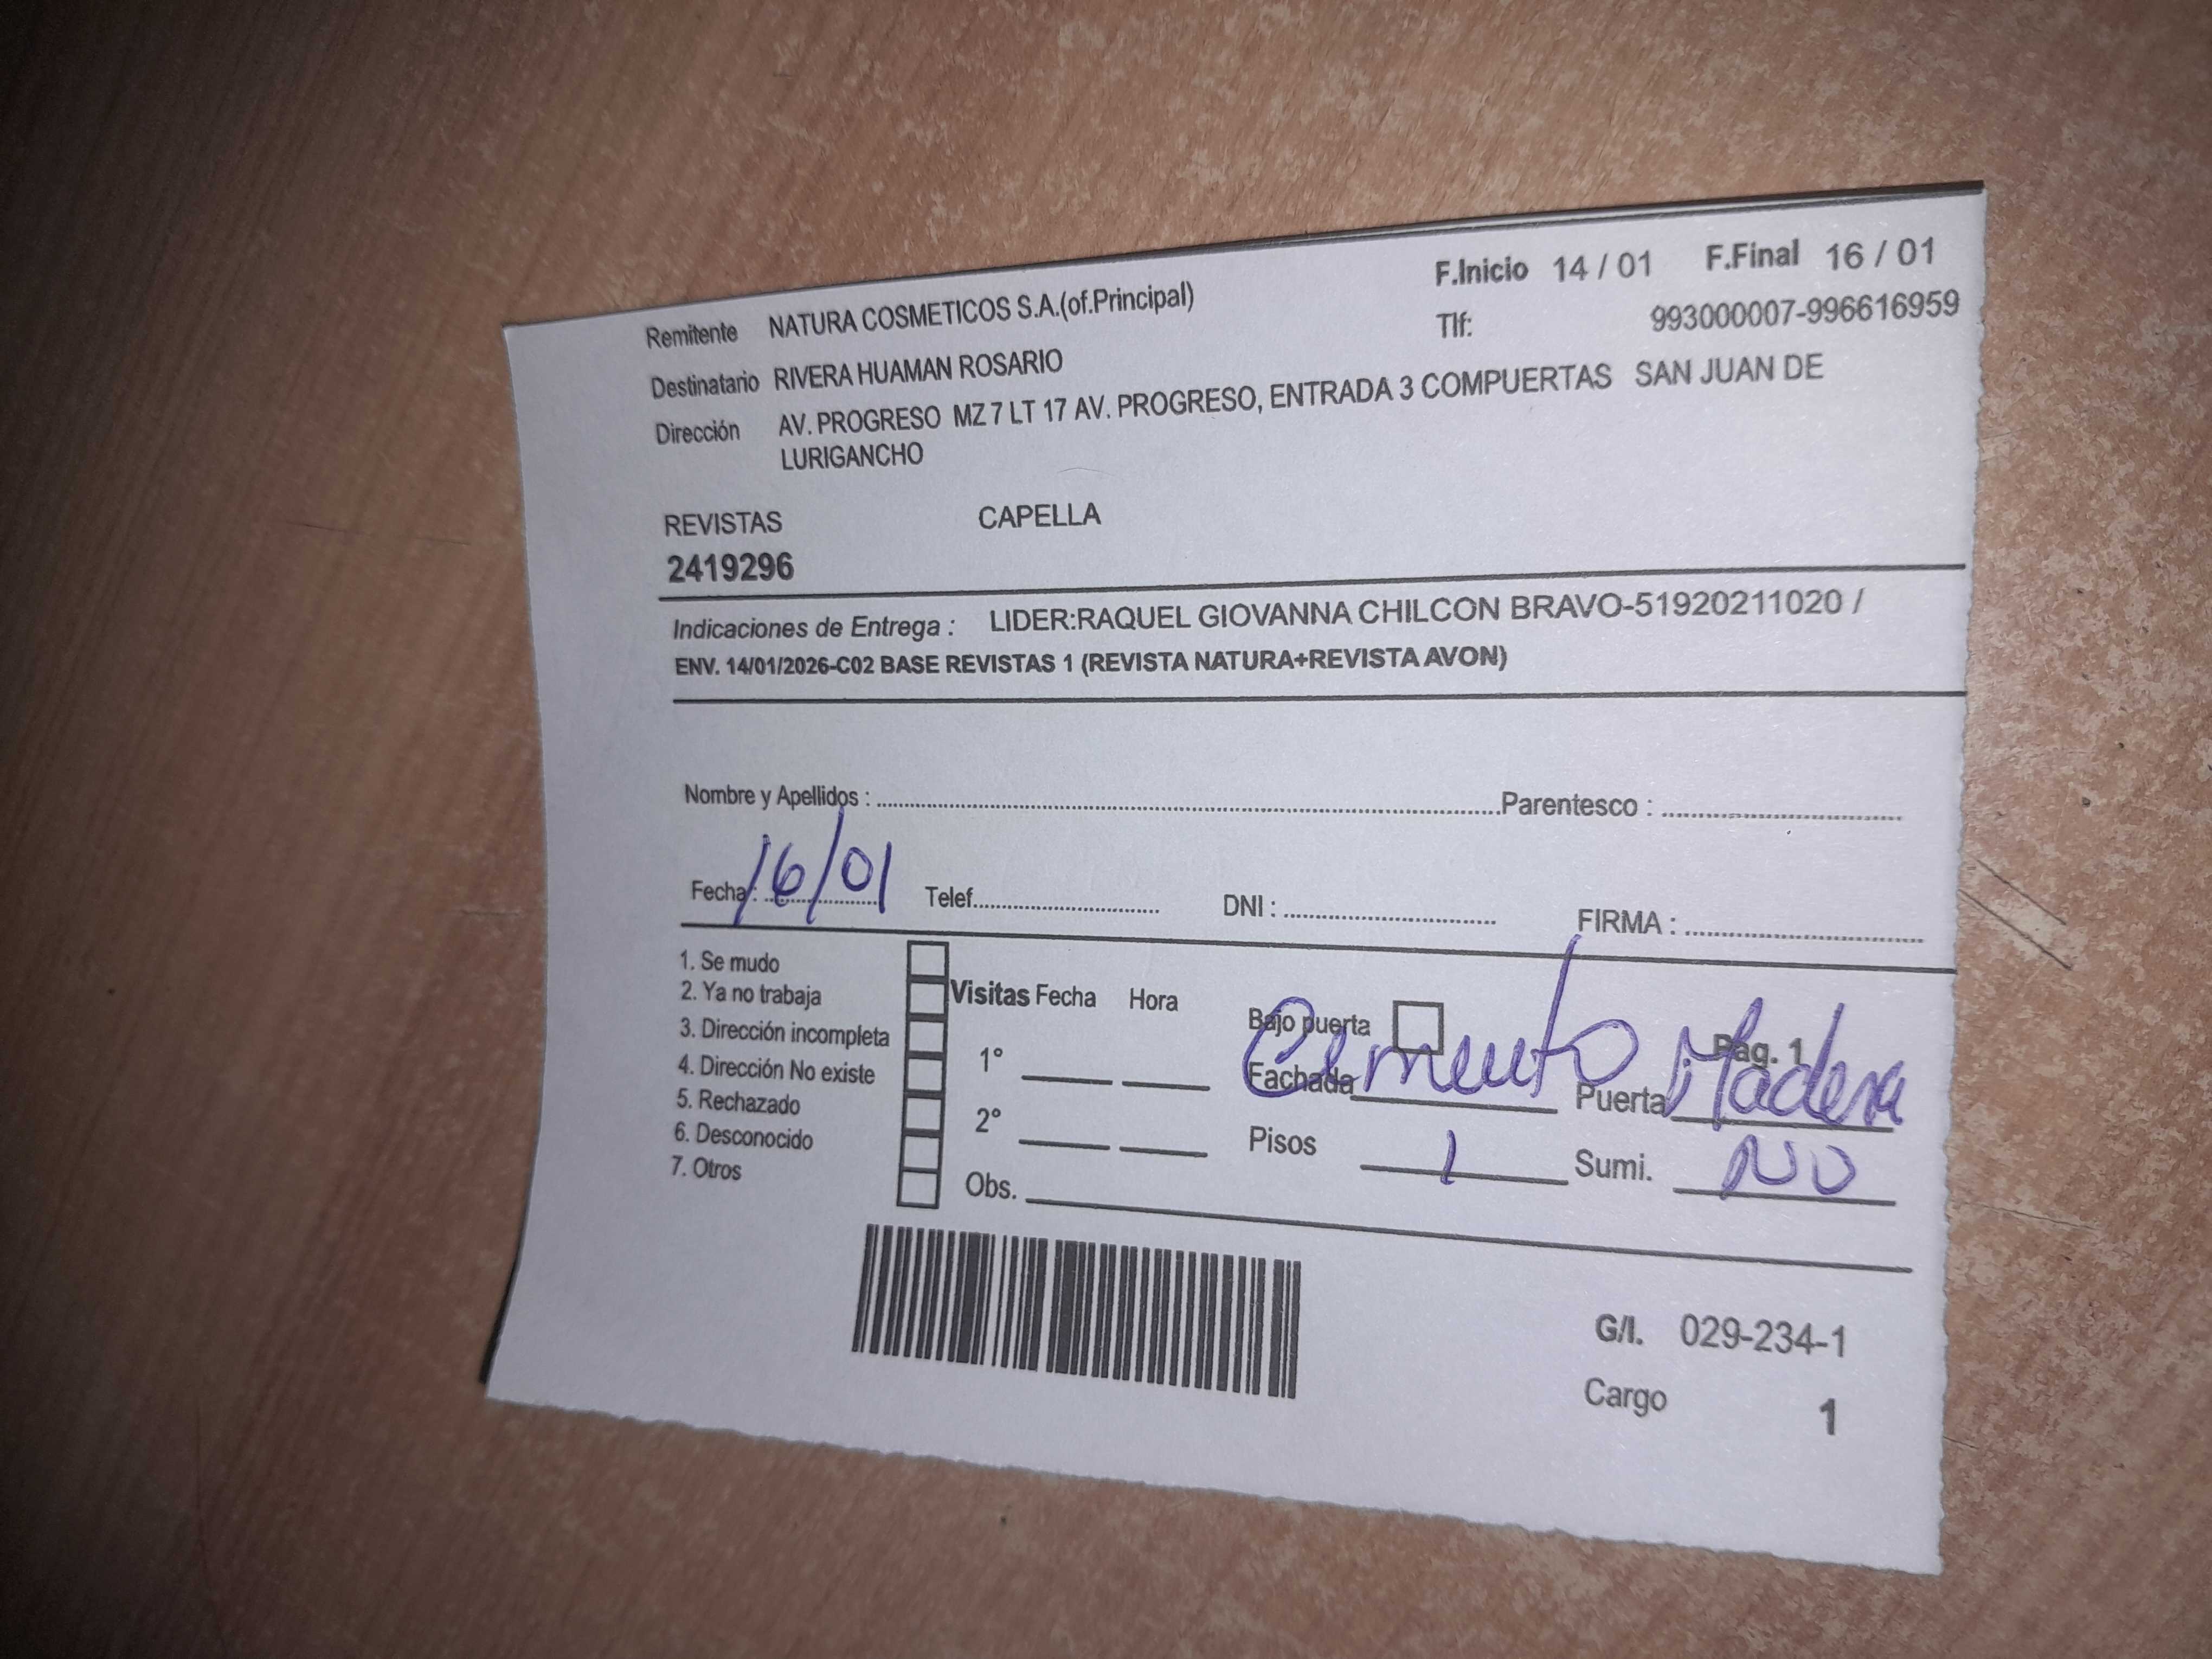 F.Inicio 14 / 01 F.Final 16 / 01
Remitente NATURA COSMETICOS S.A.(of.Principal) Tlf: 993000007-996616959
Destinatario RIVERA HUAMAN ROSARIO
Dirección AV. PROGRESO MZ 7 LT 17 AV. PROGRESO, ENTRADA 3 COMPUERTAS SAN JUAN DE
LURIGANCHO
REVISTAS CAPELLA
2419296
Indicaciones de Entrega : LIDER:RAQUEL GIOVANNA CHILCON BRAVO-51920211020 /
ENV. 14/01/2026-C02 BASE REVISTAS 1 (REVISTA NATURA+REVISTA AVON)
Nombre y Apellidos : Parentesco :
Fecha : 16/01 Telef. DNI : FIRMA :
1. Se mudo
2. Ya no trabaja Visitas Fecha Hora
3. Dirección incompleta Bajo puerta Pag. 1
4. Dirección No existe 1° Fachada Cemento Puerta Madera
5. Rechazado
6. Desconocido 2° Pisos 1 Sumi. NO
7. Otros Obs.
G/I. 029-234-1
Cargo 1